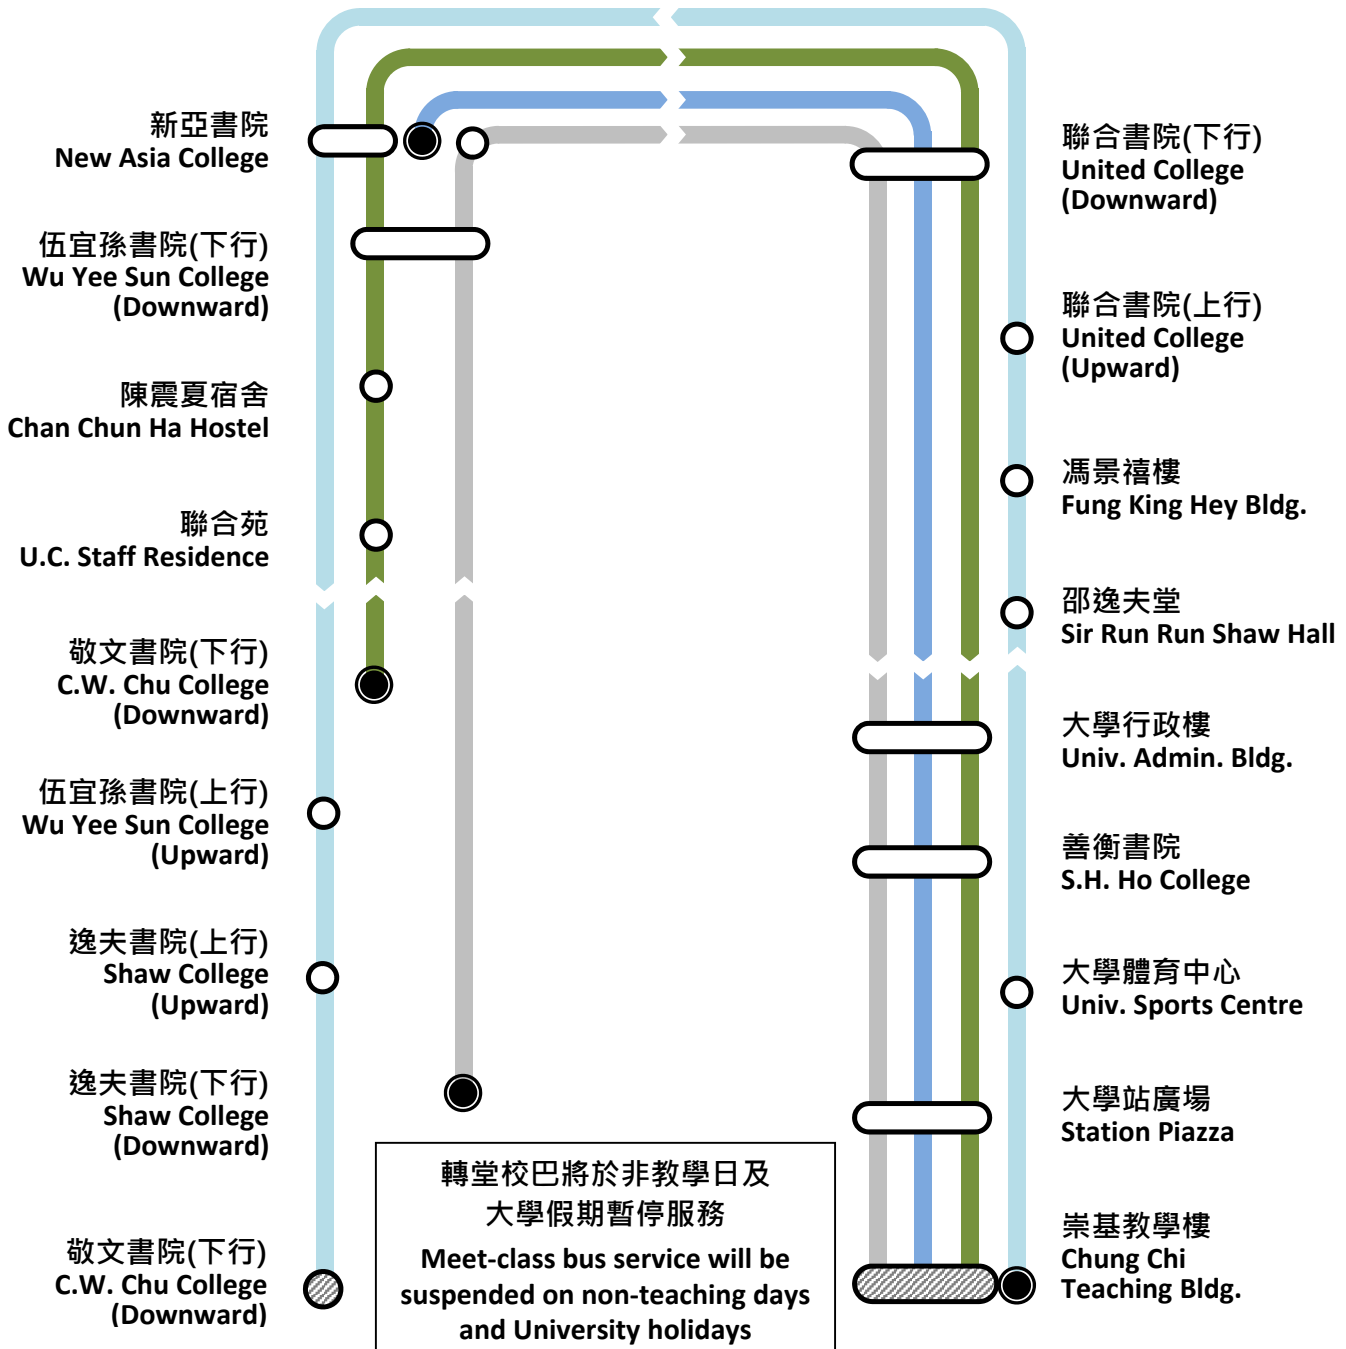 新亞書院
New Asia College
伍宜孫書院(下行)
Wu Yee Sun College
(Downward)
陳震夏宿舍
Chan Chun Ha Hostel
聯合苑
U.C. Staff Residence
敬文書院(下行)
C.W. Chu College
(Downward)
伍宜孫書院(上行)
Wu Yee Sun College
(Upward)
逸夫書院(上行)
Shaw College
(Upward)
逸夫書院(下行)
Shaw College
(Downward)
敬文書院(下行)
C.W. Chu College
(Downward)
轉堂校巴將於非教學日及
大學假期暫停服務
Meet-class bus service will be
suspended on non-teaching days
and University holidays
聯合書院(下行)
United College
(Downward)
聯合書院(上行)
United College
(Upward)
馮景禧樓
Fung King Hey Bldg.
邵逸夫堂
Sir Run Run Shaw Hall
大學行政樓
Univ. Admin. Bldg.
善衡書院
S.H. Ho College
大學體育中心
Univ. Sports Centre
大學站廣場
Station Piazza
崇基教學樓
Chung Chi
Teaching Bldg.